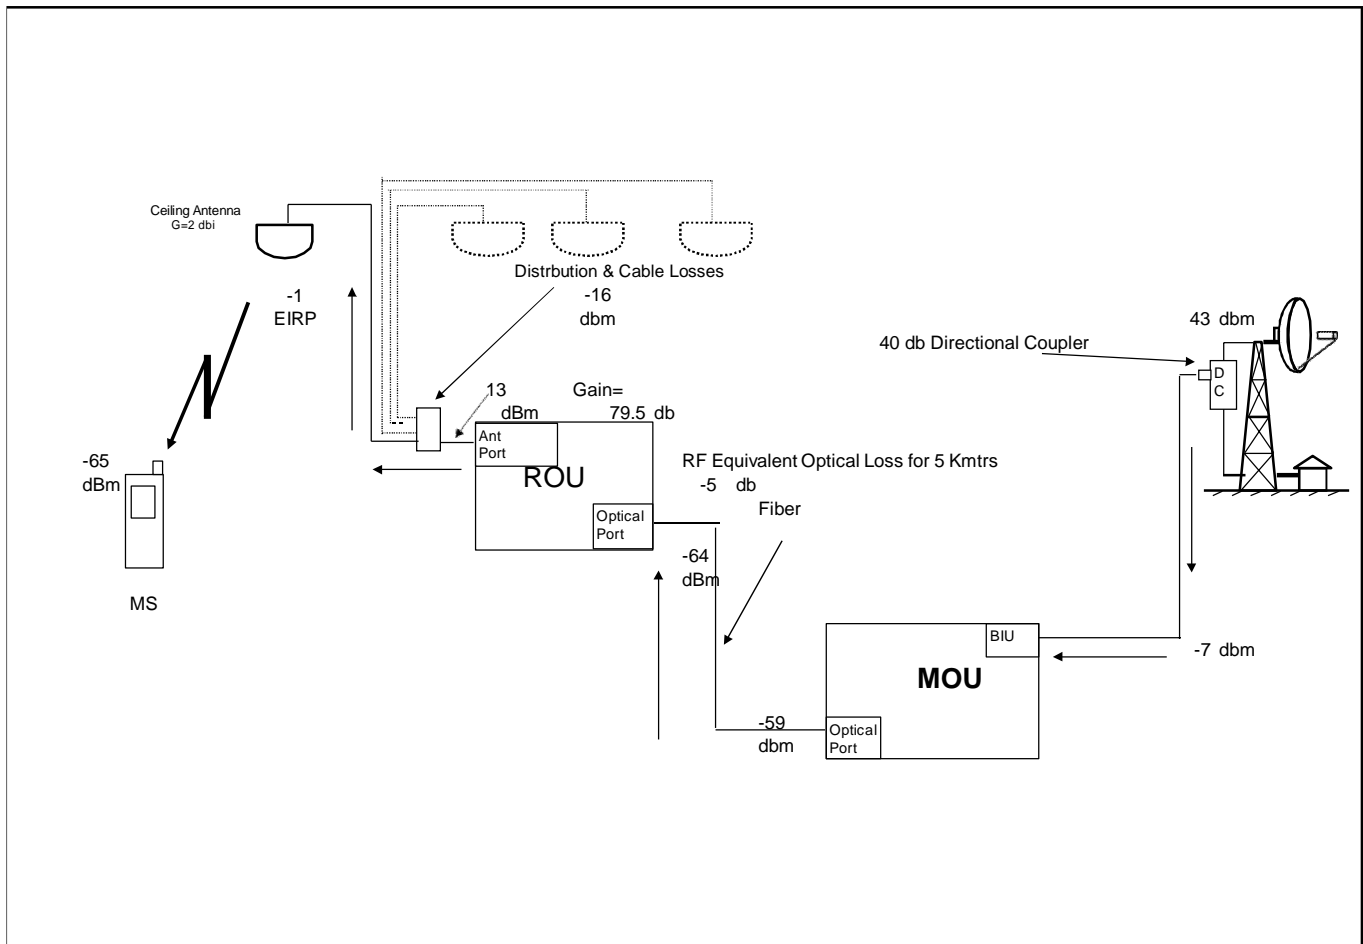 Ceiling Antenna
G=2 dbi
Distrbution & Cable Losses
-16
dbm
-1
EIRP
43 dbm
40 db Directional Coupler
D
C
13
dBm
Gain=
79.5 db
Ant
Port
ROU
-65
dBm
RF Equivalent Optical Loss for 5 Kmtrs
-5 db
Fiber
Optical
Port
-64
dBm
MS
BIU
-7 dbm
MOU
-59
dbm
Optical
Port